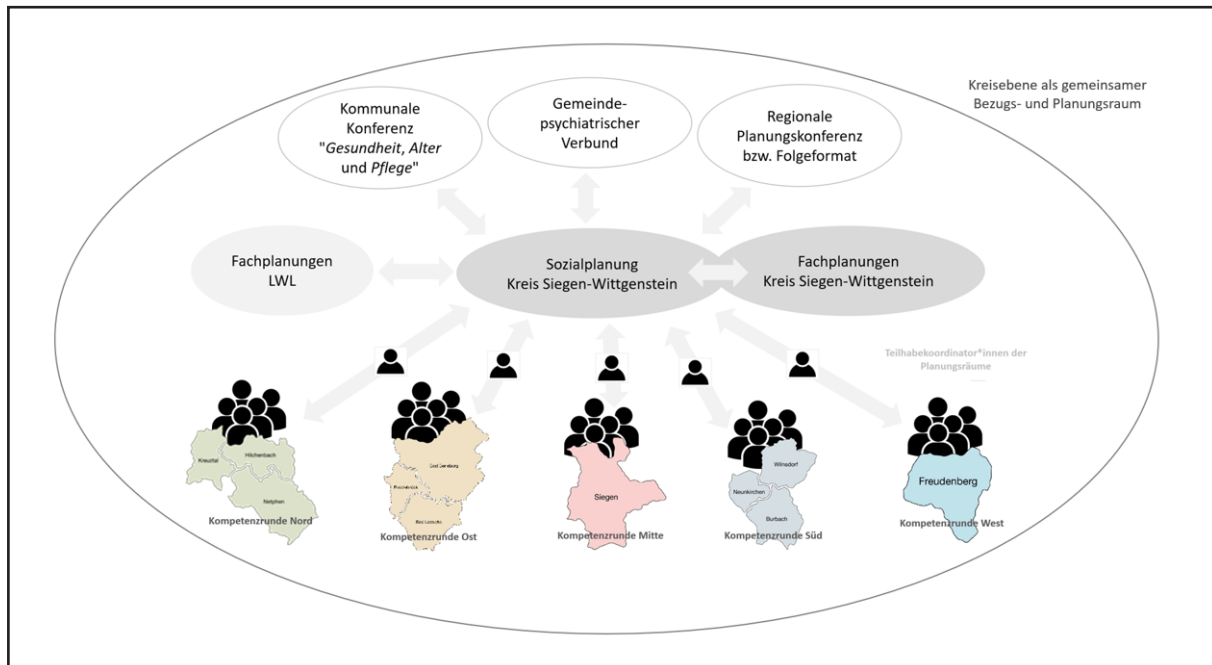 Kreisebene als gemeinsamer
Bezugs- und Planungsraum
Kommunale
Konferenz
"Gesundheit, Alter
und Pflege"
Gemeinde-
psychiatrischer
Verbund
Regionale
Planungskonferenz
bzw. Folgeformat
Fachplanungen
LWL
Sozialplanung
Kreis Siegen-Wittgenstein
Fachplanungen
Kreis Siegen-Wittgenstein
Teilhabekoordinator*innen der
Planungsräume
Kreuztal
Hilchenbach
Netphen
Kompetenzrunde Nord
Kompetenzrunde Ost
Siegen
Kompetenzrunde Mitte
Wilnsdorf
Neunkirchen
Burbach
Kompetenzrunde Süd
Freudenberg
Kompetenzrunde West